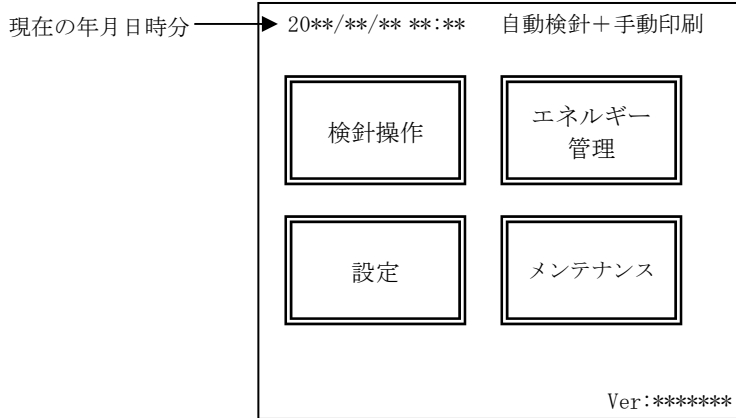 現在の年月日時分
20**/**/** **:** 自動検針＋手動印刷
検針操作
エネルギー
管理
設定
メンテナンス
Ver:*******